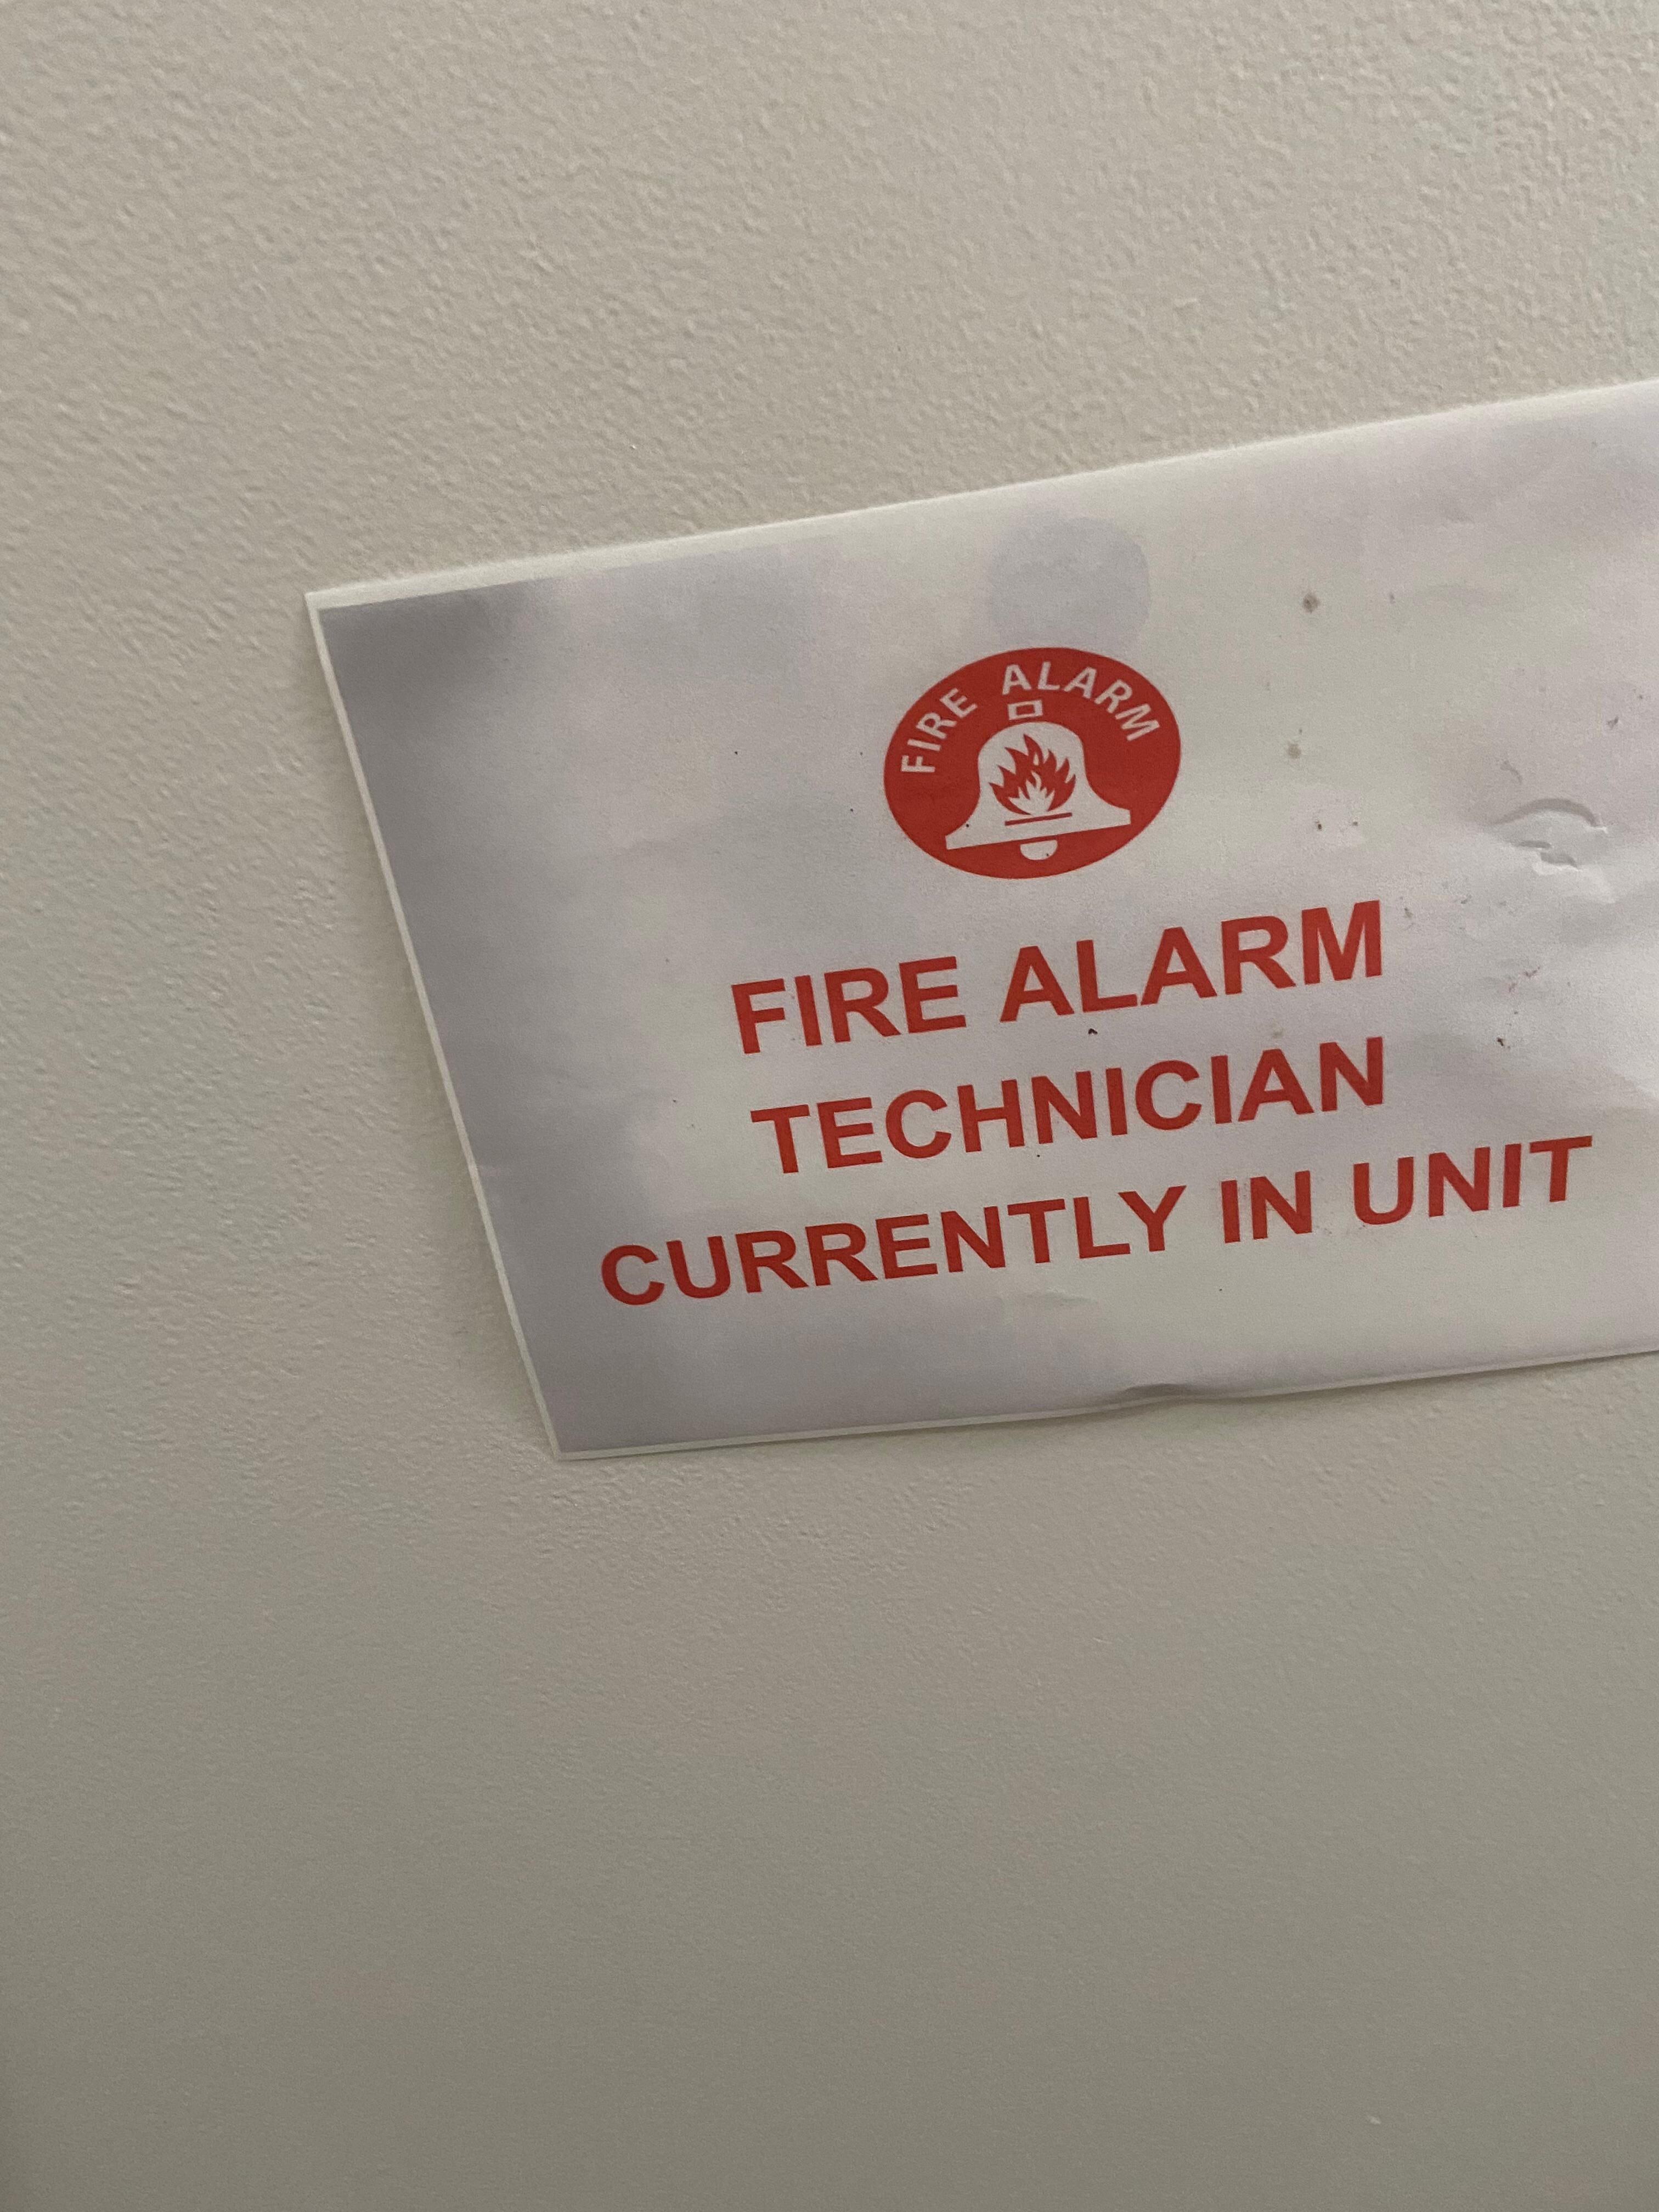 FIRE ALARM
FIRE ALARM
TECHNICIAN
CURRENTLY IN UNIT